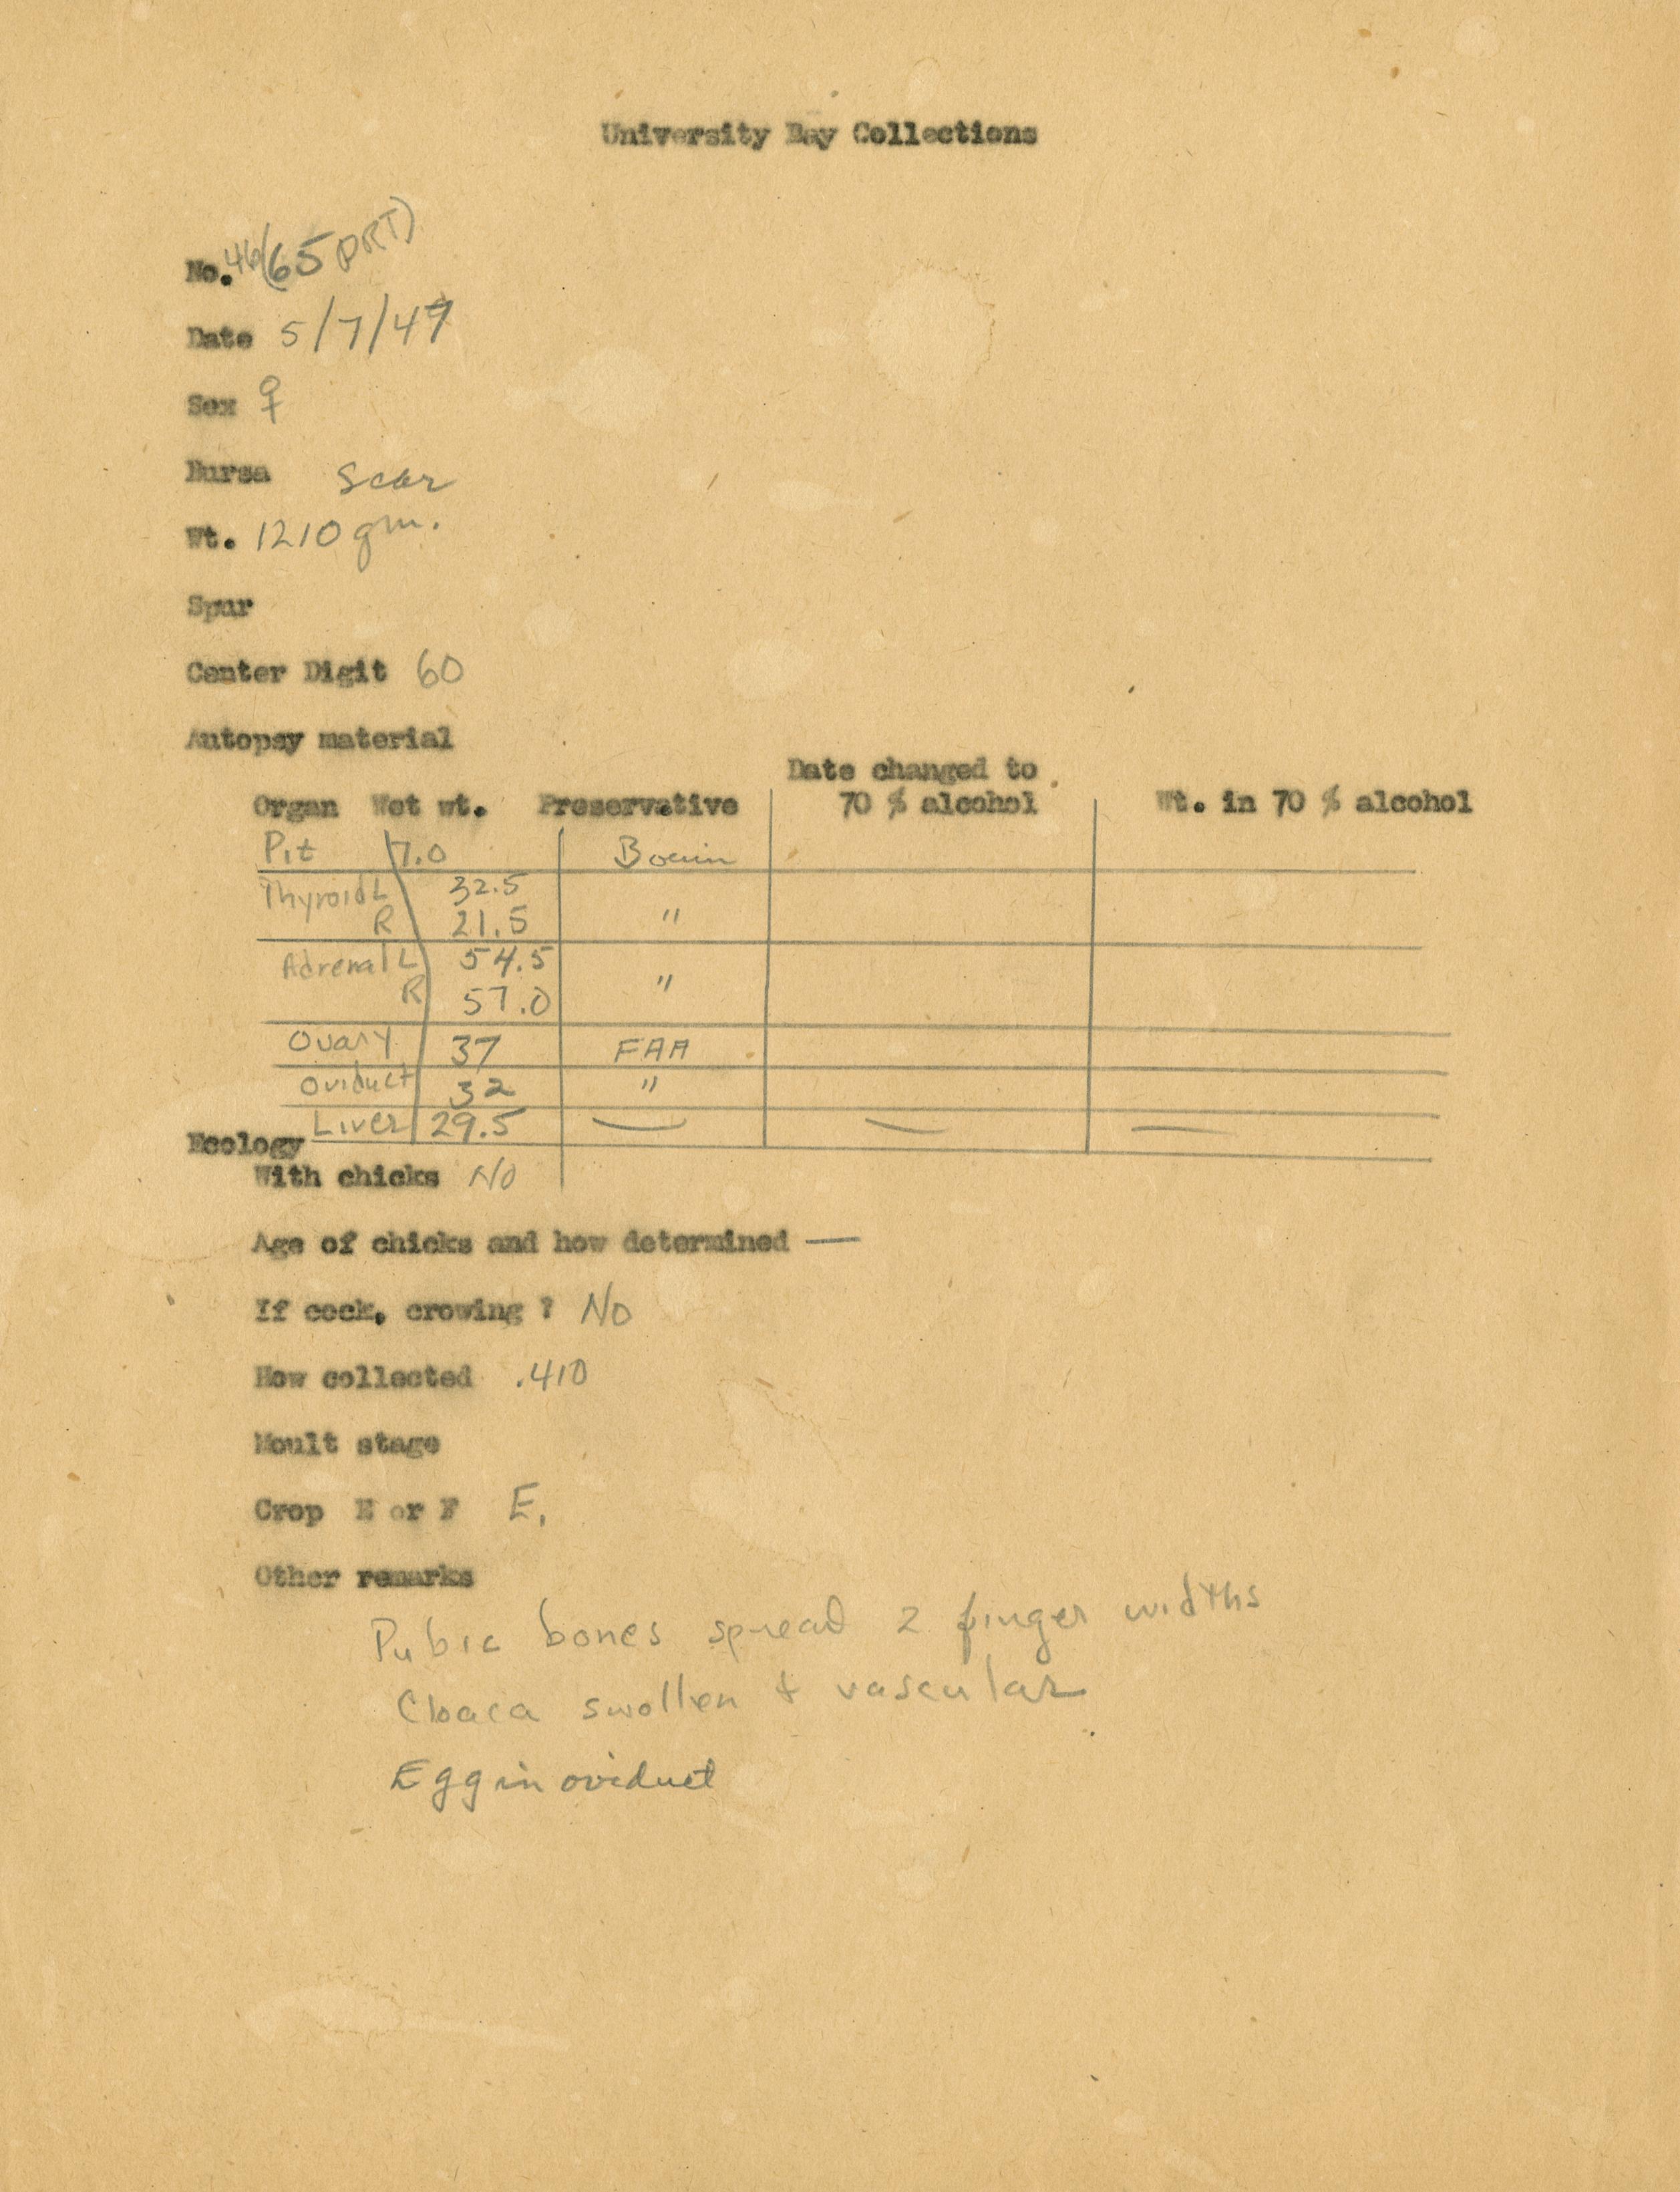 University Bay Collections
No. 46 (65 DRT)
Date 5/7/47
Sex ♀
Bursa Scar
Wt. 1210 gm.
Spur
Center Digit 60
Autopsy material
Date changed to
Organ Wet wt. Preservative 70 % alcohol Wt. in 70 % alcohol
Pit 7.0 Bouin
Thyroid L 32.5
R 21.5 "
Adrenal L 54.5
R 57.0 "
Ovary 37 FAA
Oviduct 32 "
Liver 29.5 — — —
Ecology
With chicks No
Age of chicks and how determined —
If cock, crowing ? No
How collected .410
Moult stage
Crop E or F E.
Other remarks
Pubic bones spread 2 finger widths
Cloaca swollen & vascular
Egg in oviduct